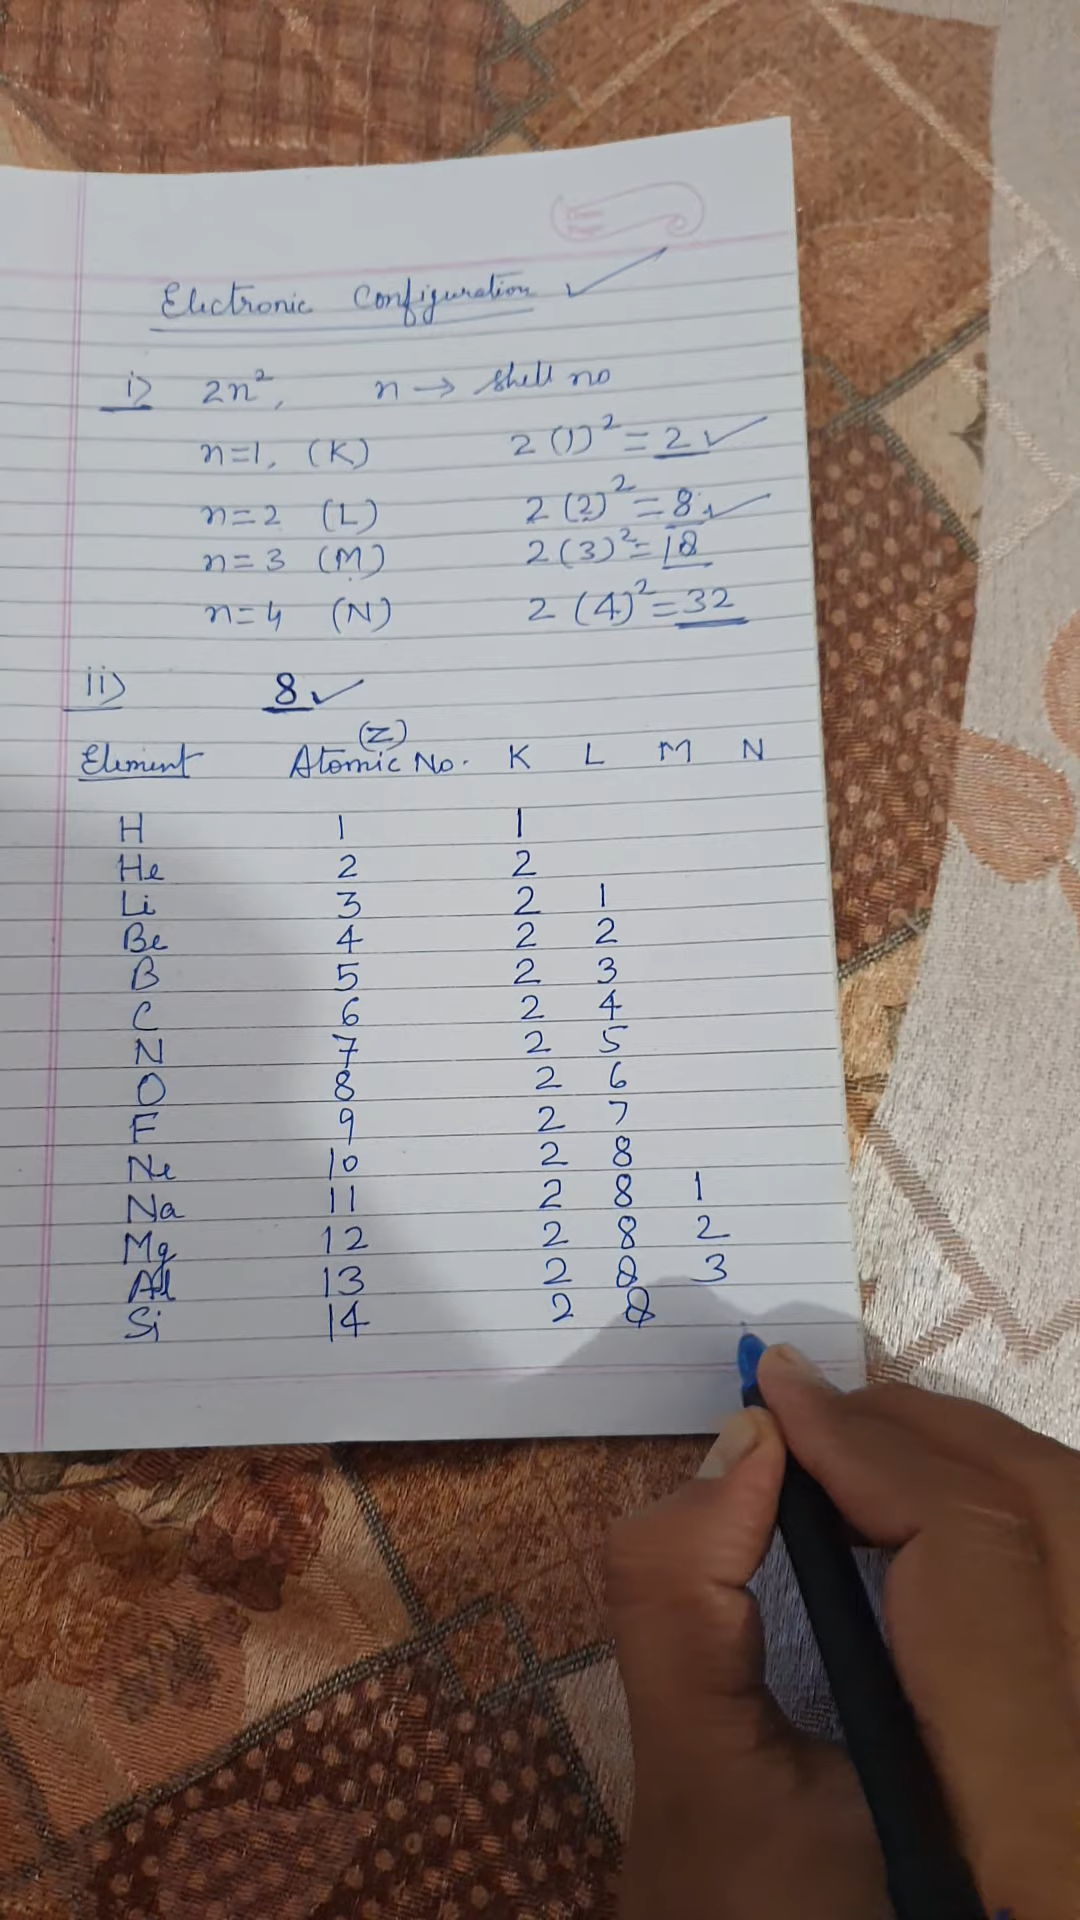 Electronic Configuration ✓
i) 2n², n → shell no
n=1, (K) 2(1)² = 2 ✓
n=2 (L) 2(2)² = 8 ✓
n=3 (M) 2(3)² = 18
n=4 (N) 2(4)² = 32
ii) 8 ✓
(Z)
Element Atomic No. K L M N
H 1 1
He 2 2
Li 3 2 1
Be 4 2 2
B 5 2 3
C 6 2 4
N 7 2 5
O 8 2 6
F 9 2 7
Ne 10 2 8
Na 11 2 8 1
Mg 12 2 8 2
Al 13 2 8 3
Si 14 2 8